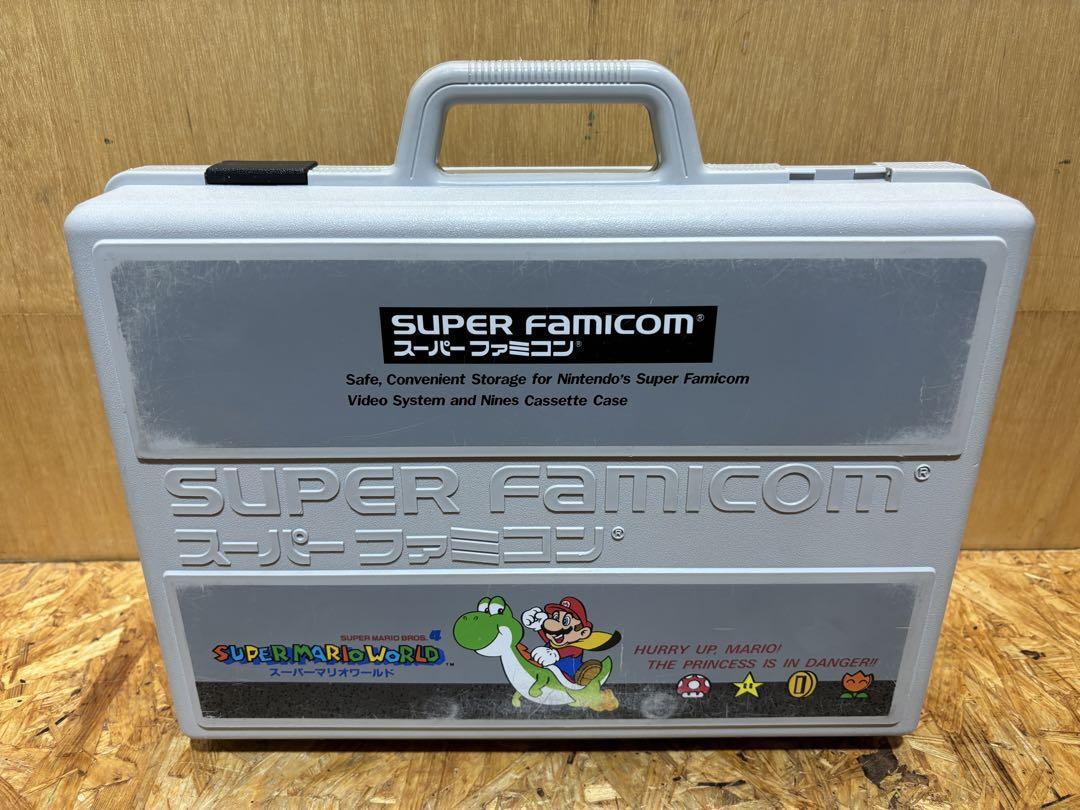 SUPER FAMICOM®
スーパーファミコン®
Safe, Convenient Storage for Nintendo's Super Famicom
Video System and Nines Cassette Case
SUPER FAMICOM®
スーパーファミコン®
SUPER MARIO BROS. 4
SUPER MARIO WORLD™
スーパーマリオワールド
HURRY UP, MARIO!
THE PRINCESS IS IN DANGER!!